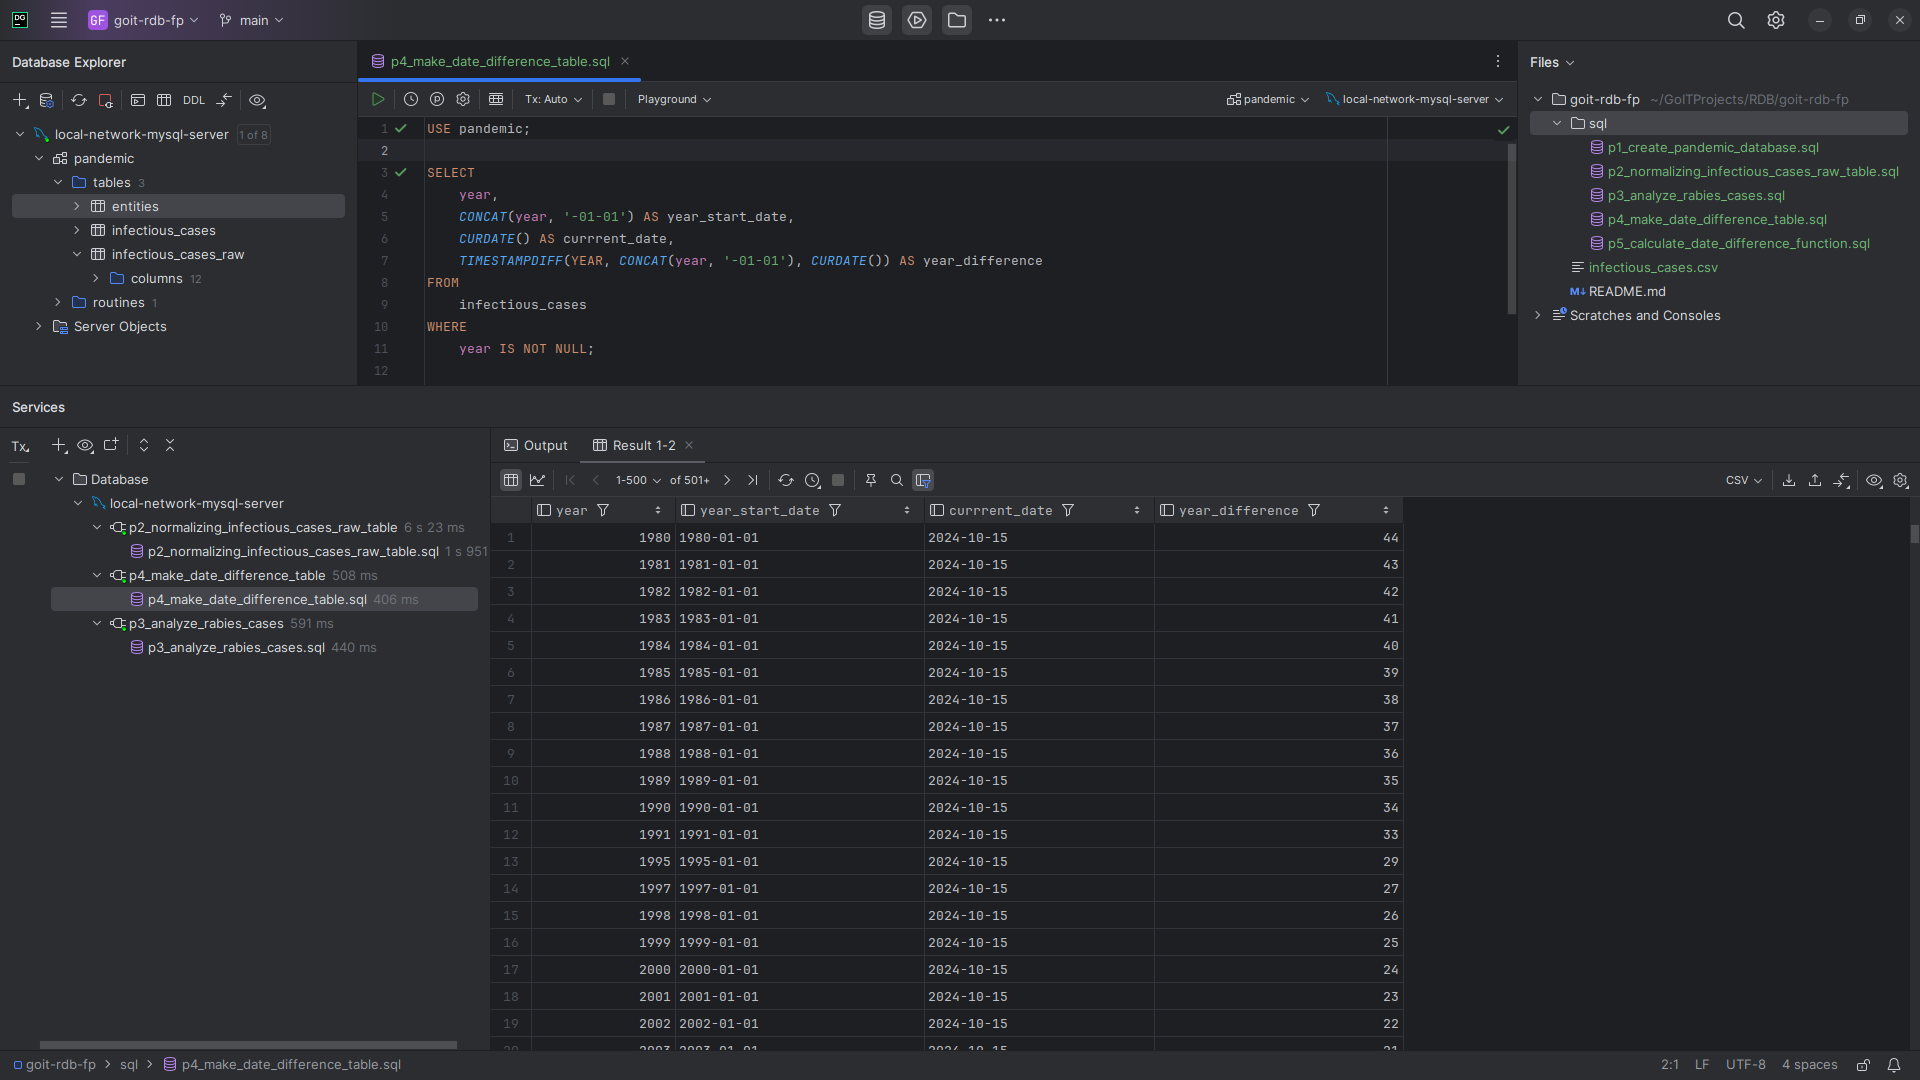 DG GF goit-rdb-fp main
Database Explorer
DDL
local-network-mysql-server 1 of 8
pandemic
tables 3
entities
infectious_cases
infectious_cases_raw
columns 12
routines 1
Server Objects
p4_make_date_difference_table.sql
Tx: Auto Playground pandemic local-network-mysql-server
1 USE pandemic;
2
3 SELECT
4 year,
5 CONCAT(year, '-01-01') AS year_start_date,
6 CURDATE() AS currrent_date,
7 TIMESTAMPDIFF(YEAR, CONCAT(year, '-01-01'), CURDATE()) AS year_difference
8 FROM
9 infectious_cases
10 WHERE
11 year IS NOT NULL;
12
Files
goit-rdb-fp ~/GoITProjects/RDB/goit-rdb-fp
sql
p1_create_pandemic_database.sql
p2_normalizing_infectious_cases_raw_table.sql
p3_analyze_rabies_cases.sql
p4_make_date_difference_table.sql
p5_calculate_date_difference_function.sql
infectious_cases.csv
M↓ README.md
Scratches and Consoles
Services
Tx
Database
local-network-mysql-server
p2_normalizing_infectious_cases_raw_table 6 s 23 ms
p2_normalizing_infectious_cases_raw_table.sql 1 s 951
p4_make_date_difference_table 508 ms
p4_make_date_difference_table.sql 406 ms
p3_analyze_rabies_cases 591 ms
p3_analyze_rabies_cases.sql 440 ms
Output Result 1-2
1-500 of 501+ CSV
year year_start_date currrent_date year_difference
1 1980 1980-01-01 2024-10-15 44
2 1981 1981-01-01 2024-10-15 43
3 1982 1982-01-01 2024-10-15 42
4 1983 1983-01-01 2024-10-15 41
5 1984 1984-01-01 2024-10-15 40
6 1985 1985-01-01 2024-10-15 39
7 1986 1986-01-01 2024-10-15 38
8 1987 1987-01-01 2024-10-15 37
9 1988 1988-01-01 2024-10-15 36
10 1989 1989-01-01 2024-10-15 35
11 1990 1990-01-01 2024-10-15 34
12 1991 1991-01-01 2024-10-15 33
13 1995 1995-01-01 2024-10-15 29
14 1997 1997-01-01 2024-10-15 27
15 1998 1998-01-01 2024-10-15 26
16 1999 1999-01-01 2024-10-15 25
17 2000 2000-01-01 2024-10-15 24
18 2001 2001-01-01 2024-10-15 23
19 2002 2002-01-01 2024-10-15 22
20 2003 2003-01-01 2024-10-15 21
goit-rdb-fp sql p4_make_date_difference_table.sql
2:1 LF UTF-8 4 spaces